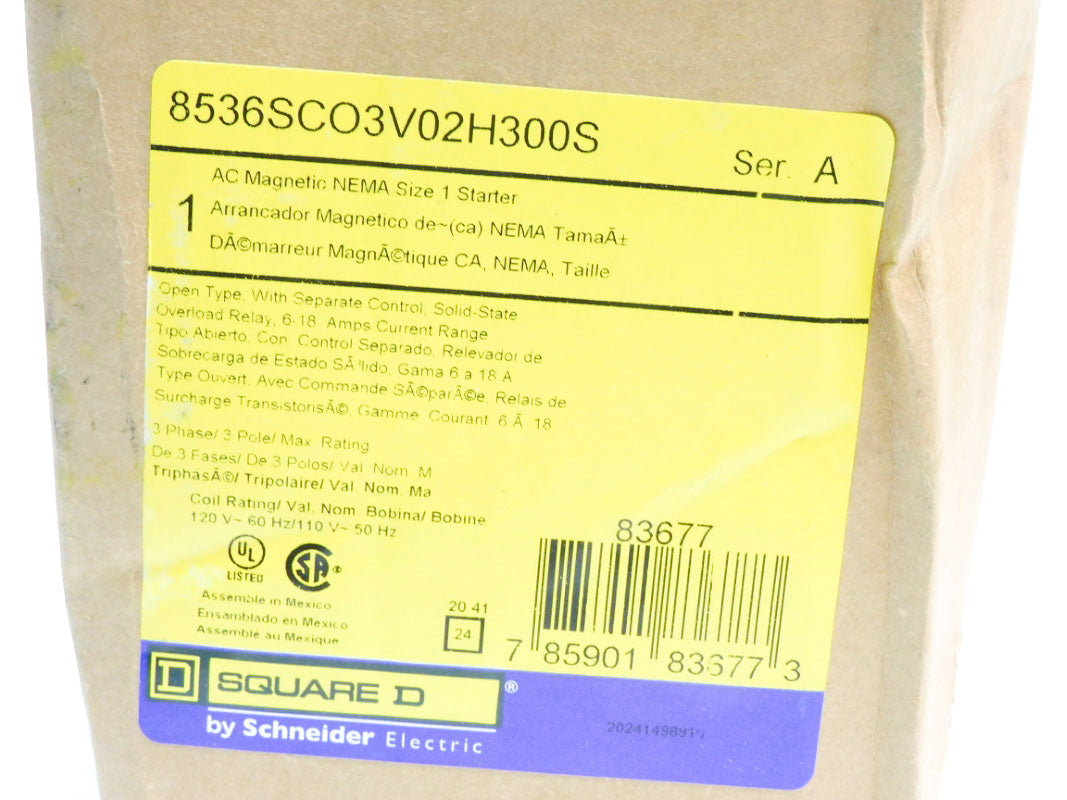 8536SCO3V02H300S
Ser. A
1
AC Magnetic NEMA Size 1 Starter
Arrancador Magnetico de~(ca) NEMA TamaÃ±
DÃ©marreur MagnÃ©tique CA, NEMA, Taille
Open Type, With Separate Control, Solid-State
Overload Relay, 6-18 Amps Current Range
Tipo Abierto, Con Control Separado, Relevador de
Sobrecarga de Estado SÃ³lido, Gama 6 a 18 A
Type Ouvert, Avec Commande SÃ©parÃ©e, Relais de
Surcharge TransistorisÃ©, Gamme Courant 6 Ã 18
3 Phase/ 3 Pole/ Max. Rating
De 3 Fases/ De 3 Polos/ Val. Nom. M
TriphasÃ©/ Tripolaire/ Val. Nom. Ma
Coil Rating/ Val. Nom. Bobina/ Bobine
120 V~ 60 Hz/110 V~ 50 Hz
UL
LISTED
SA ®
Assemble in Mexico
Ensamblado en Mexico
Assemblé au Mexique
20 41
24
83677
7 85901 83677 3
D SQUARE D ®
by Schneider Electric